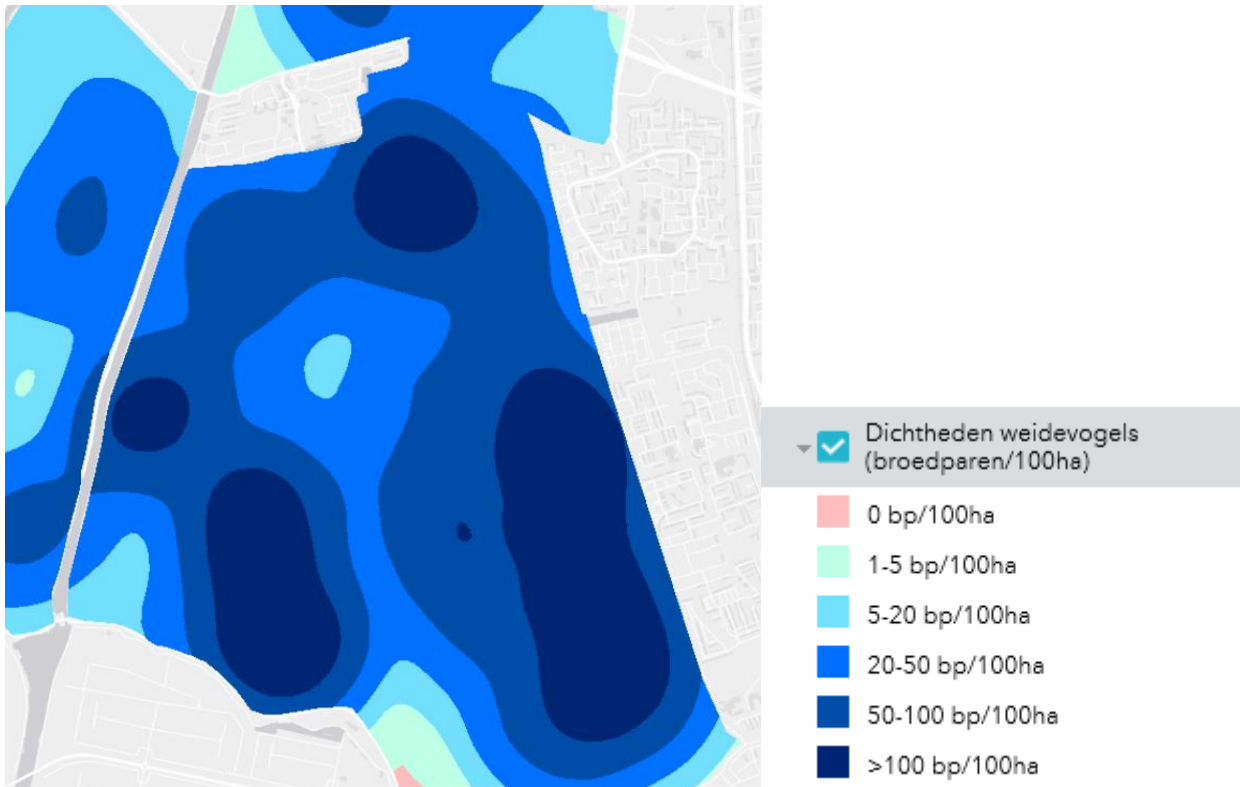 Dichtheden weidevogels
(broedparen/100ha)
0 bp/100ha
1-5 bp/100ha
5-20 bp/100ha
20-50 bp/100ha
50-100 bp/100ha
>100 bp/100ha